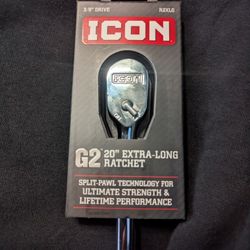 3/8" DRIVE
ICON
G2 20" EXTRA-LONG
RATCHET
SPLIT-PAWL TECHNOLOGY FOR
ULTIMATE STRENGTH &
LIFETIME PERFORMANCE